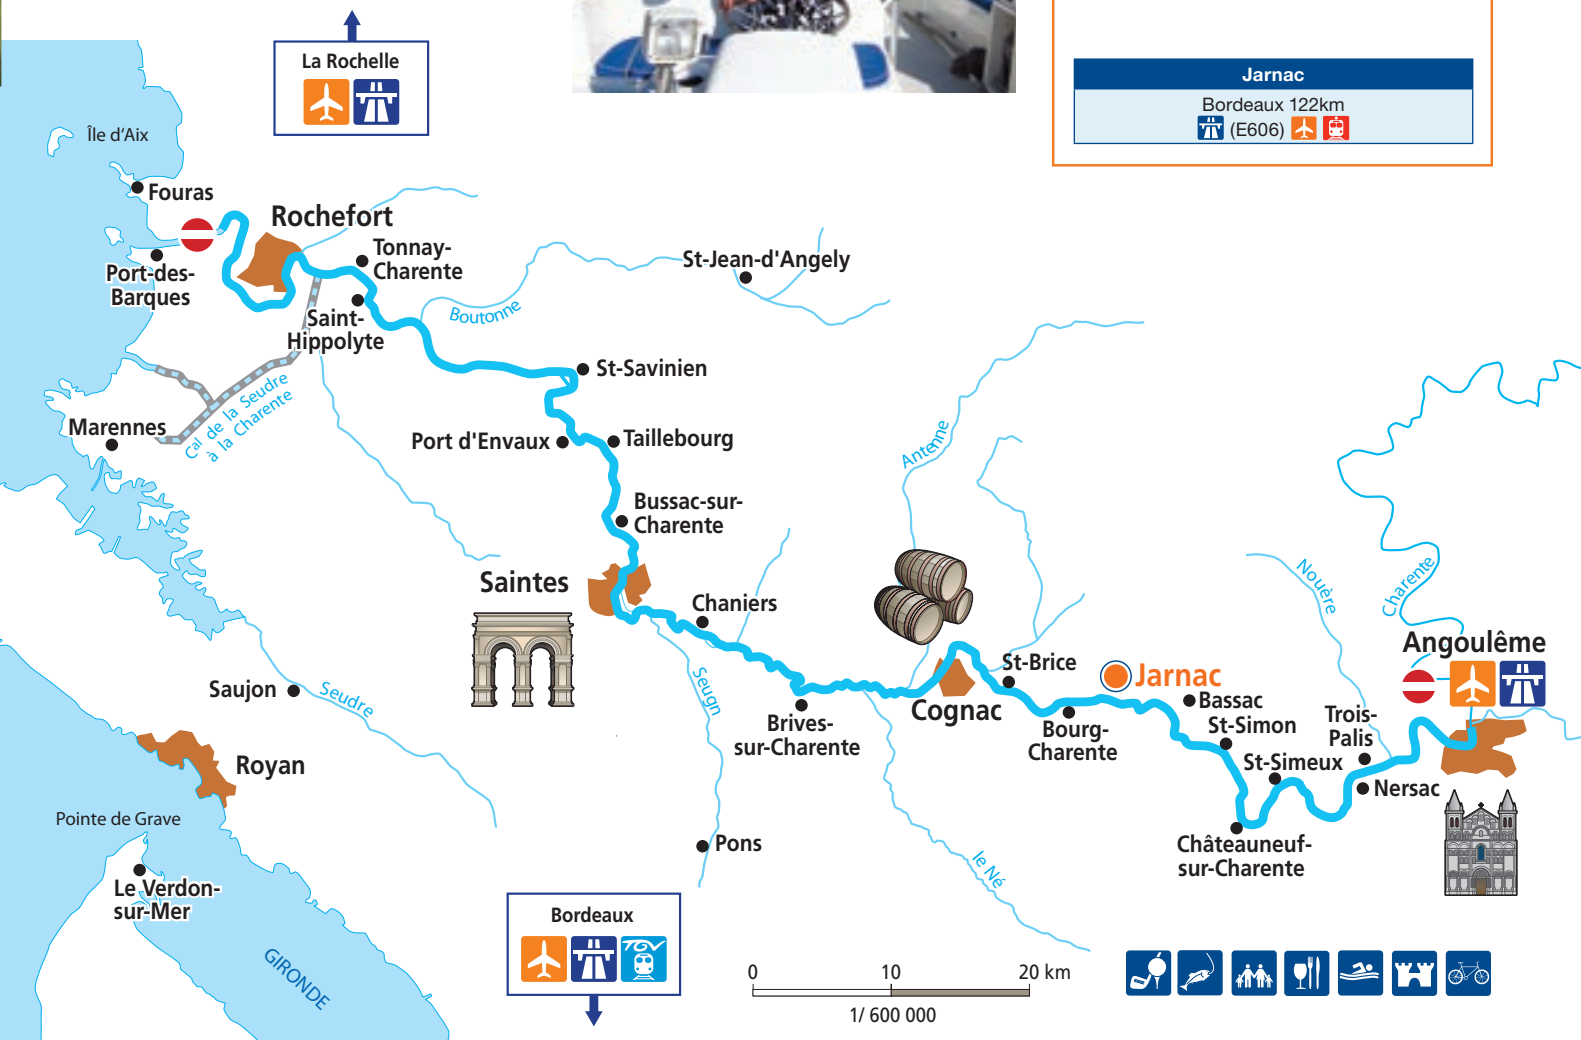 La Rochelle
Jarnac
Bordeaux 122km
(E606)
Île d'Aix
Fouras
Rochefort
Tonnay-
Charente
St-Jean-d'Angely
Port-des-
Barques
Boutonne
Saint-
Hippolyte
St-Savinien
Cal de la Seudre
à la Charente
Marennes
Port d'Envaux
Taillebourg
Antenne
Bussac-sur-
Charente
Saintes
Chaniers
Nouère
Charente
Angoulême
St-Brice
Jarnac
Saujon
Seudre
Seugn
Cognac
Bassac
St-Simon
Trois-
Palis
Brives-
sur-Charente
Bourg-
Charente
St-Simeux
Nersac
Royan
Pointe de Grave
Pons
Châteauneuf-
sur-Charente
le Né
Le Verdon-
sur-Mer
Bordeaux
TGV
GIRONDE
0 10 20 km
1/ 600 000